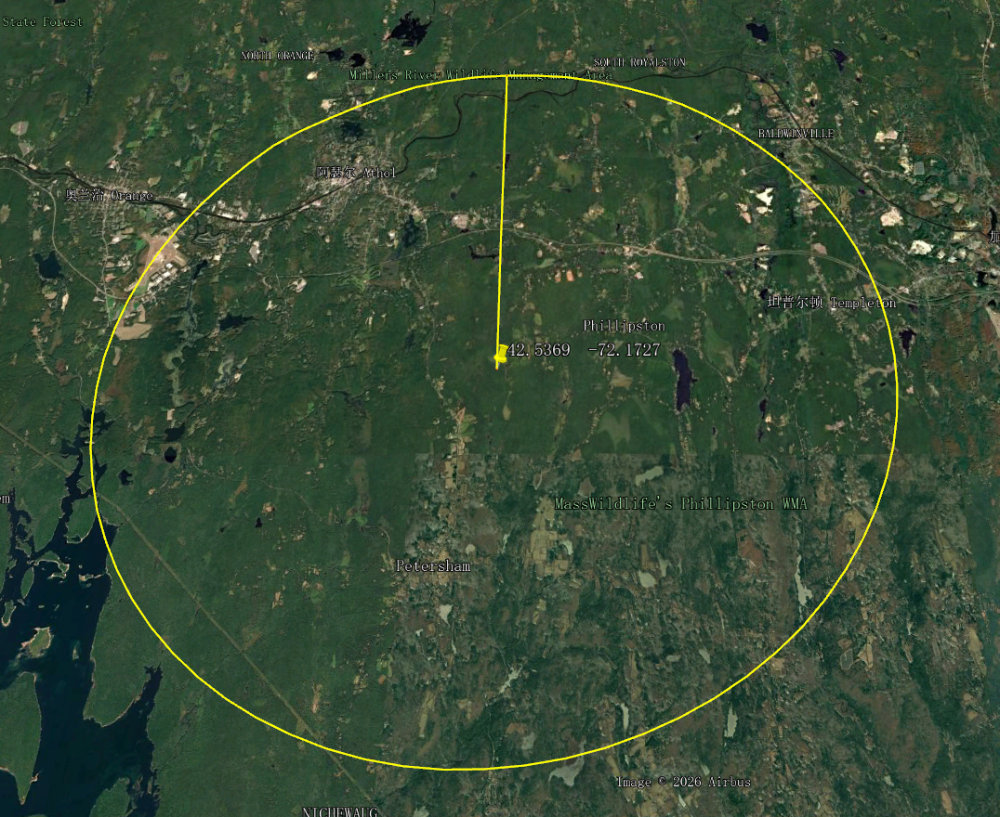 State Forest
NORTH ORANGE
SOUTH ROYALSTON
Millers River Wildlife Management Area
BALDWINVILLE
阿瑟尔 Athol
奥兰治 Orange
坦普尔顿 Templeton
Phillipston
42.5369 -72.1727
MassWildlife's Phillipston WMA
Petersham
Image © 2026 Airbus
NICHEWAUG